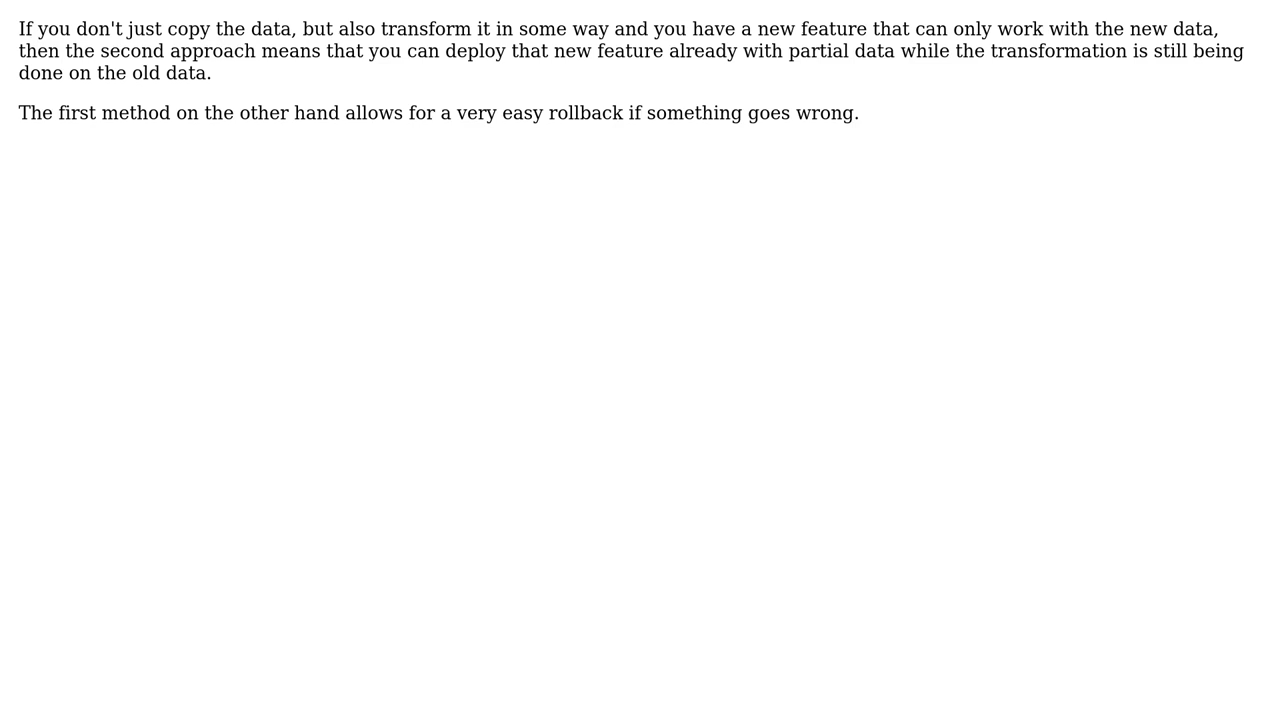 If you don't just copy the data, but also transform it in some way and you have a new feature that can only work with the new data,
then the second approach means that you can deploy that new feature already with partial data while the transformation is still being
done on the old data.
The first method on the other hand allows for a very easy rollback if something goes wrong.